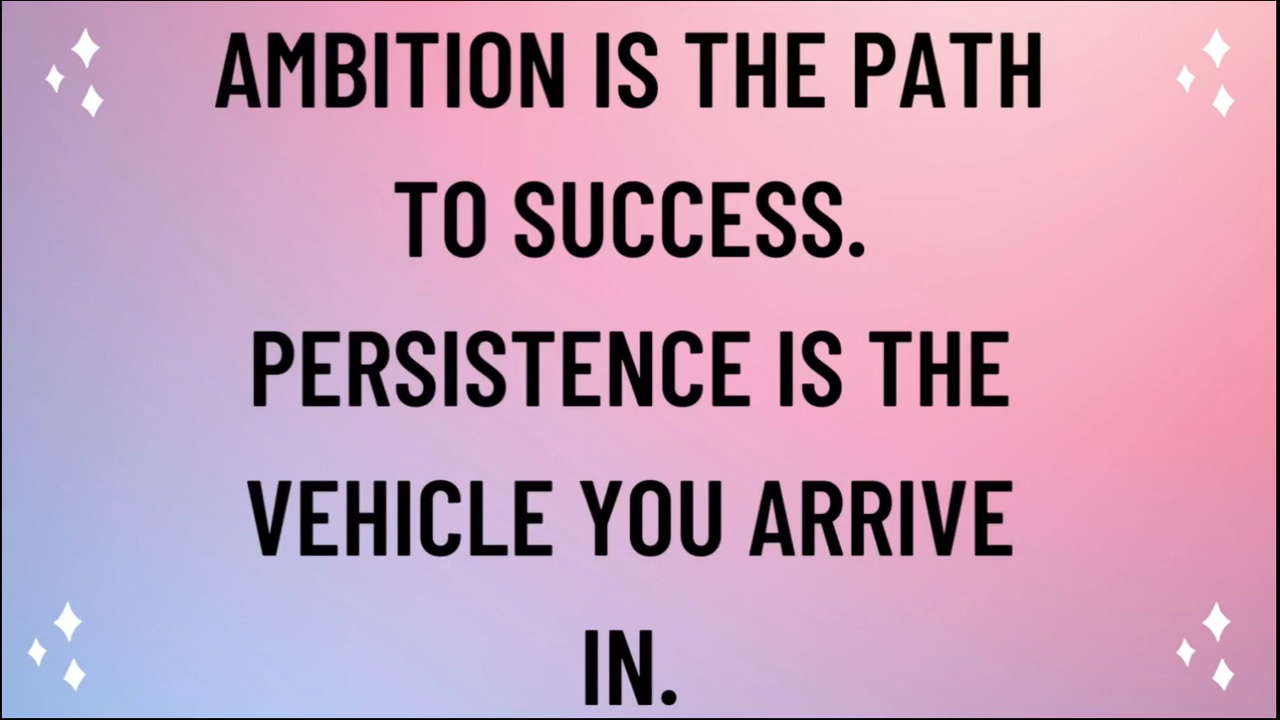 AMBITION IS THE PATH
TO SUCCESS.
PERSISTENCE IS THE
VEHICLE YOU ARRIVE
IN.